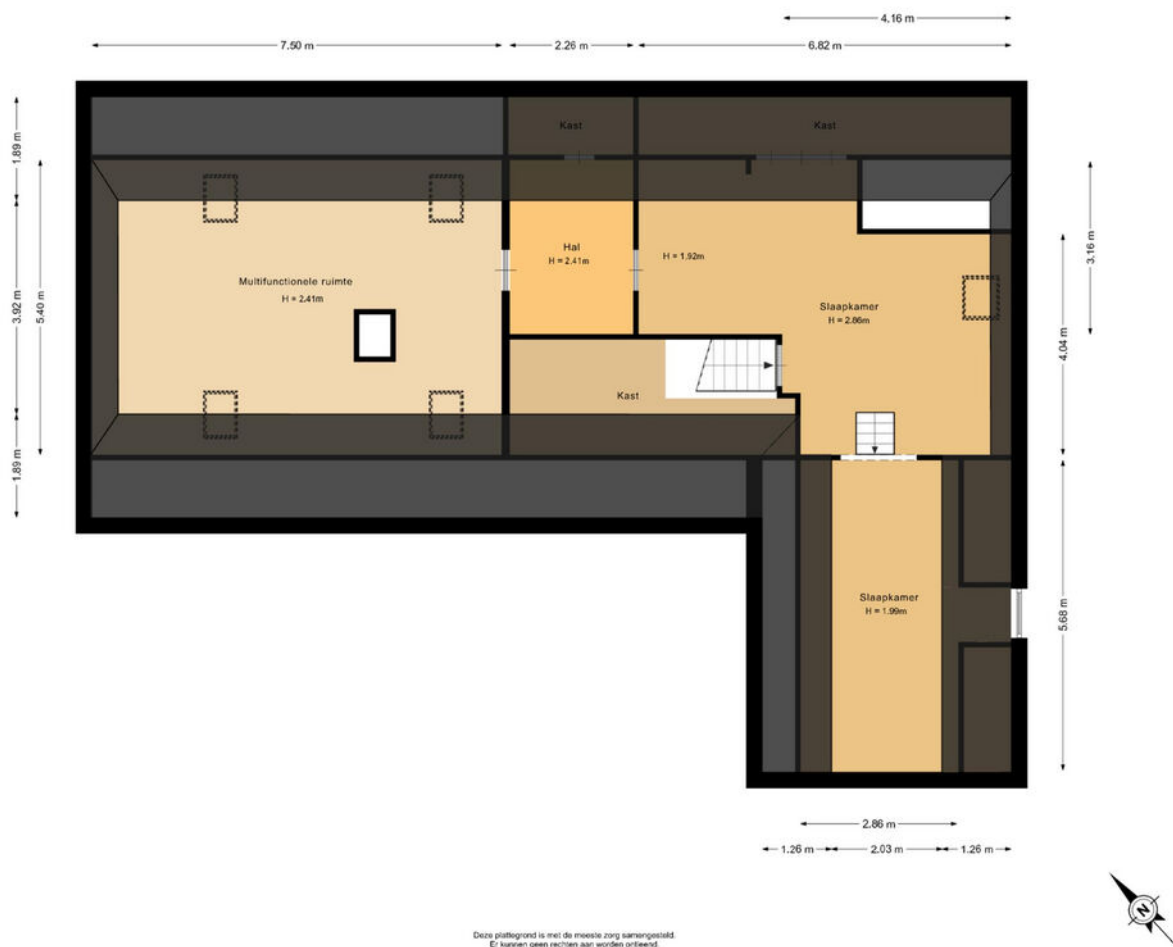 4.16 m
7.50 m
2.26 m
6.82 m
1.89 m
Kast
Kast
5.40 m
3.92 m
3.16 m
Hal
H = 2.41m
H = 1.92m
Multifunctionele ruimte
H = 2.41m
Slaapkamer
H = 2.86m
4.04 m
Kast
1.89 m
Slaapkamer
H = 1.99m
5.68 m
2.86 m
1.26 m
2.03 m
1.26 m
N
Deze plattegrond is met de meeste zorg samengesteld.
Er kunnen geen rechten aan worden ontleend.